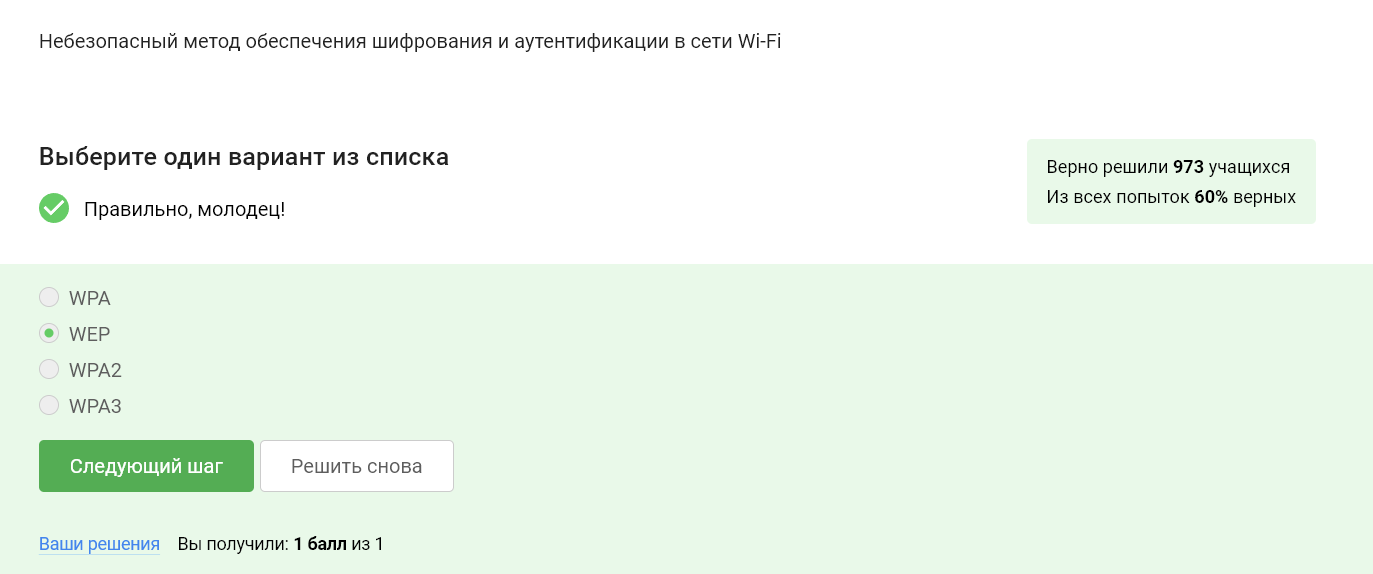 Небезопасный метод обеспечения шифрования и аутентификации в сети Wi-Fi
Выберите один вариант из списка
Правильно, молодец!
Верно решили 973 учащихся
Из всех попыток 60% верных
WPA
WEP
WPA2
WPA3
Следующий шаг
Решить снова
Ваши решения Вы получили: 1 балл из 1